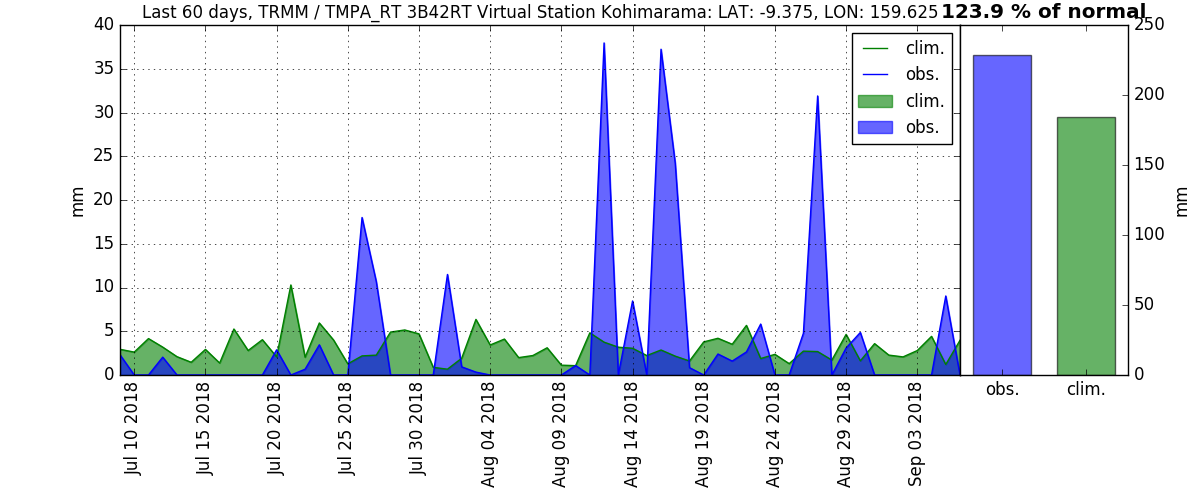 Last 60 days, TRMM / TMPA_RT 3B42RT Virtual Station Kohimarama: LAT: -9.375, LON: 159.625 123.9 % of normal
40
35
30
25
20
15
10
5
0
mm
clim.
obs.
clim.
obs.
250
200
150
100
50
0
mm
obs. clim.
Jul 10 2018
Jul 15 2018
Jul 20 2018
Jul 25 2018
Jul 30 2018
Aug 04 2018
Aug 09 2018
Aug 14 2018
Aug 19 2018
Aug 24 2018
Aug 29 2018
Sep 03 2018